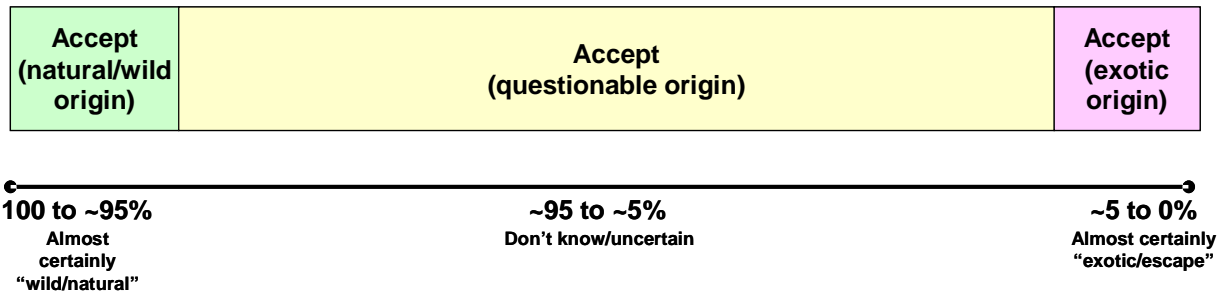 Accept
(natural/wild
origin)
Accept
(questionable origin)
Accept
(exotic
origin)
100 to ~95%
Almost
certainly
“wild/natural”
~95 to ~5%
Don’t know/uncertain
~5 to 0%
Almost certainly
“exotic/escape”